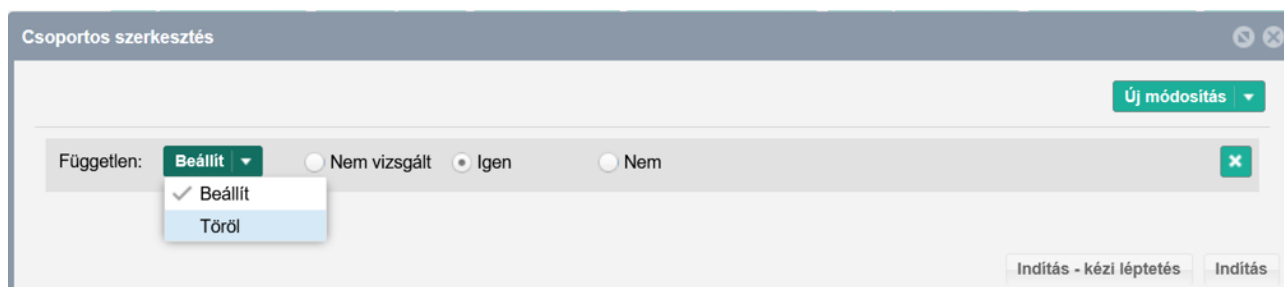 Csoportos szerkesztés
Új módosítás
Független: Beállít Nem vizsgált Igen Nem
Beállít
Töröl
Indítás - kézi léptetés Indítás